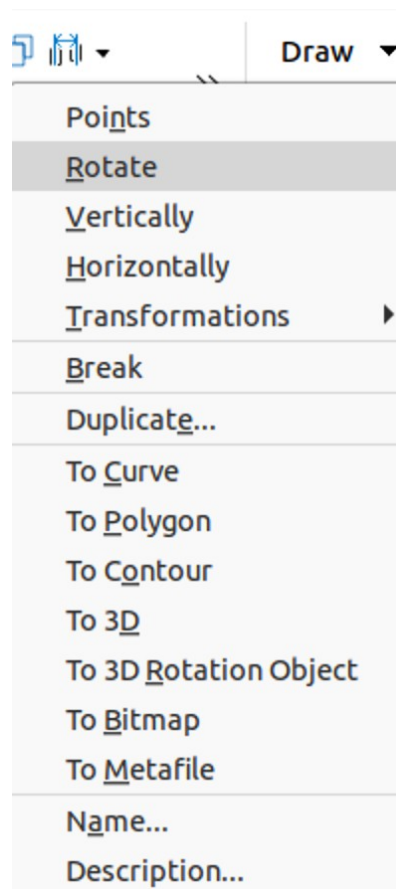 Draw
Points
Rotate
Vertically
Horizontally
Transformations
Break
Duplicate...
To Curve
To Polygon
To Contour
To 3D
To 3D Rotation Object
To Bitmap
To Metafile
Name...
Description...